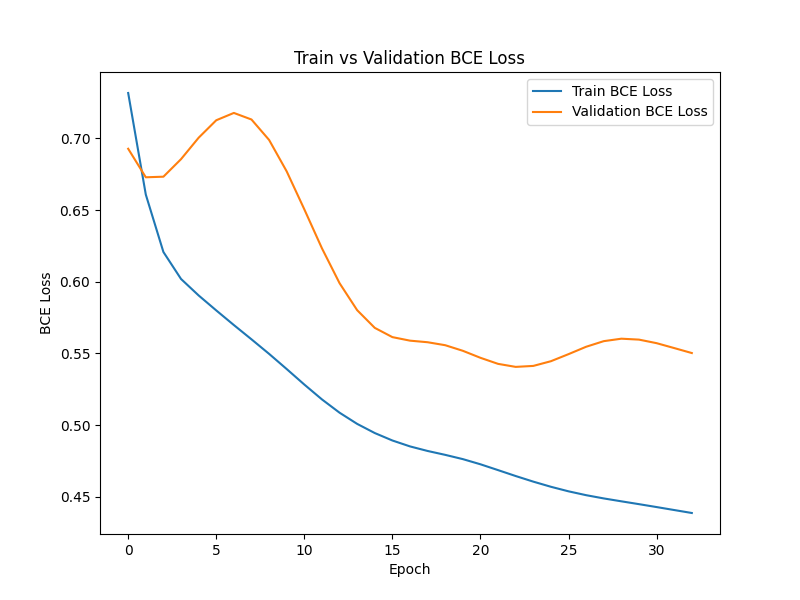 Train vs Validation BCE Loss
Train BCE Loss
Validation BCE Loss
BCE Loss
0.70
0.65
0.60
0.55
0.50
0.45
0 5 10 15 20 25 30
Epoch